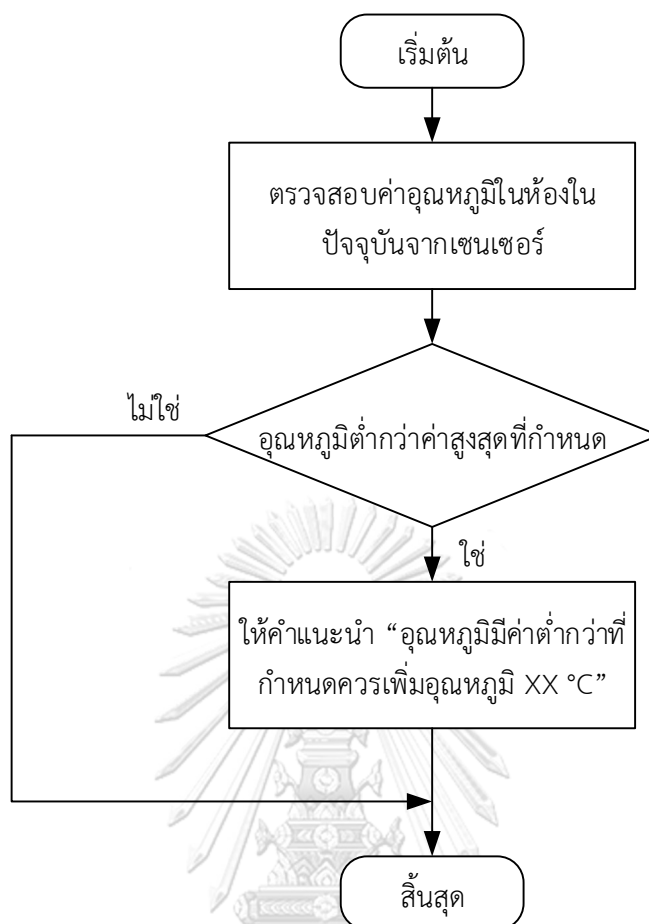 เริ่มต้น
ตรวจสอบค่าอุณหภูมิในห้องใน
ปัจจุบันจากเซนเซอร์
ไม่ใช่
อุณหภูมิต่ำกว่าค่าสูงสุดที่กำหนด
ใช่
ให้คำแนะนำ “อุณหภูมิมีค่าต่ำกว่าที่
กำหนดควรเพิ่มอุณหภูมิ XX °C”
สิ้นสุด